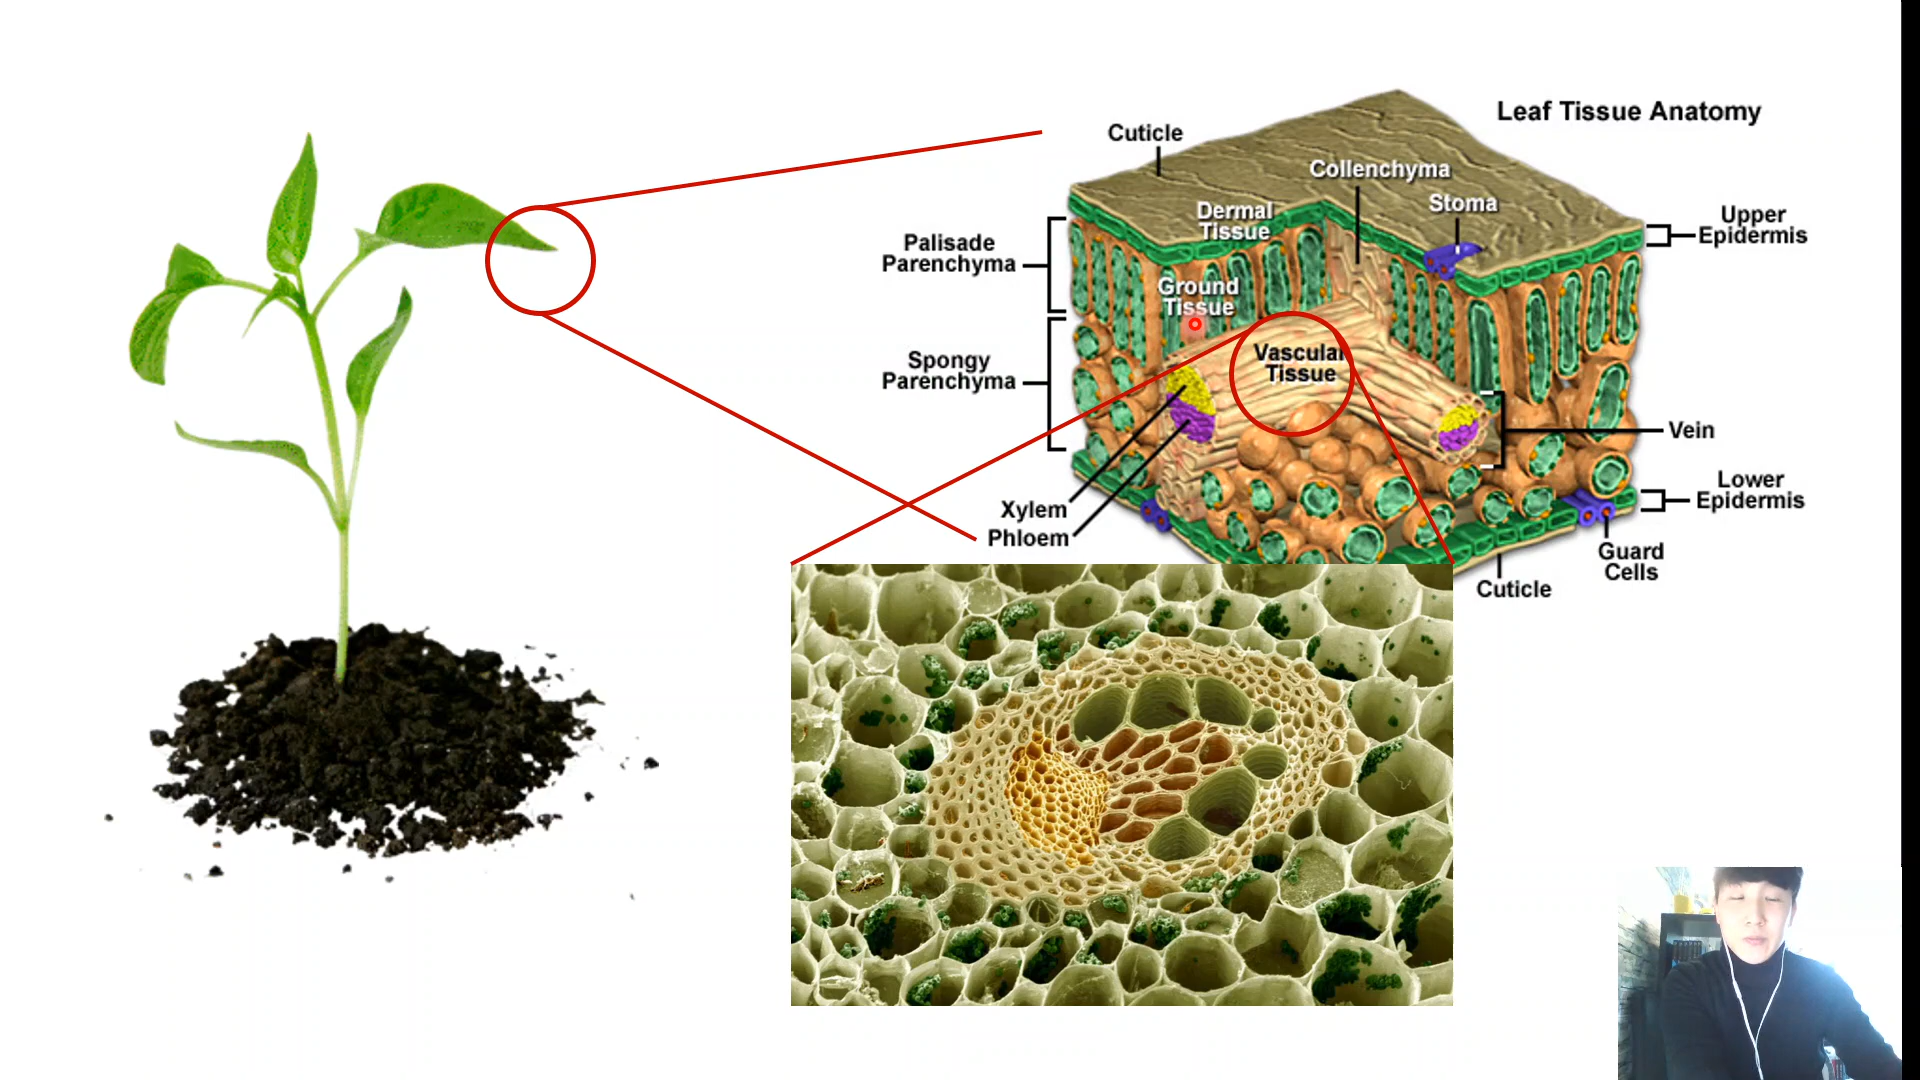 Leaf Tissue Anatomy
Cuticle
Collenchyma
Stoma
Dermal
Tissue
Upper
Epidermis
Palisade
Parenchyma
Ground
Tissue
Vascular
Tissue
Spongy
Parenchyma
Vein
Lower
Epidermis
Xylem
Phloem
Guard
Cells
Cuticle